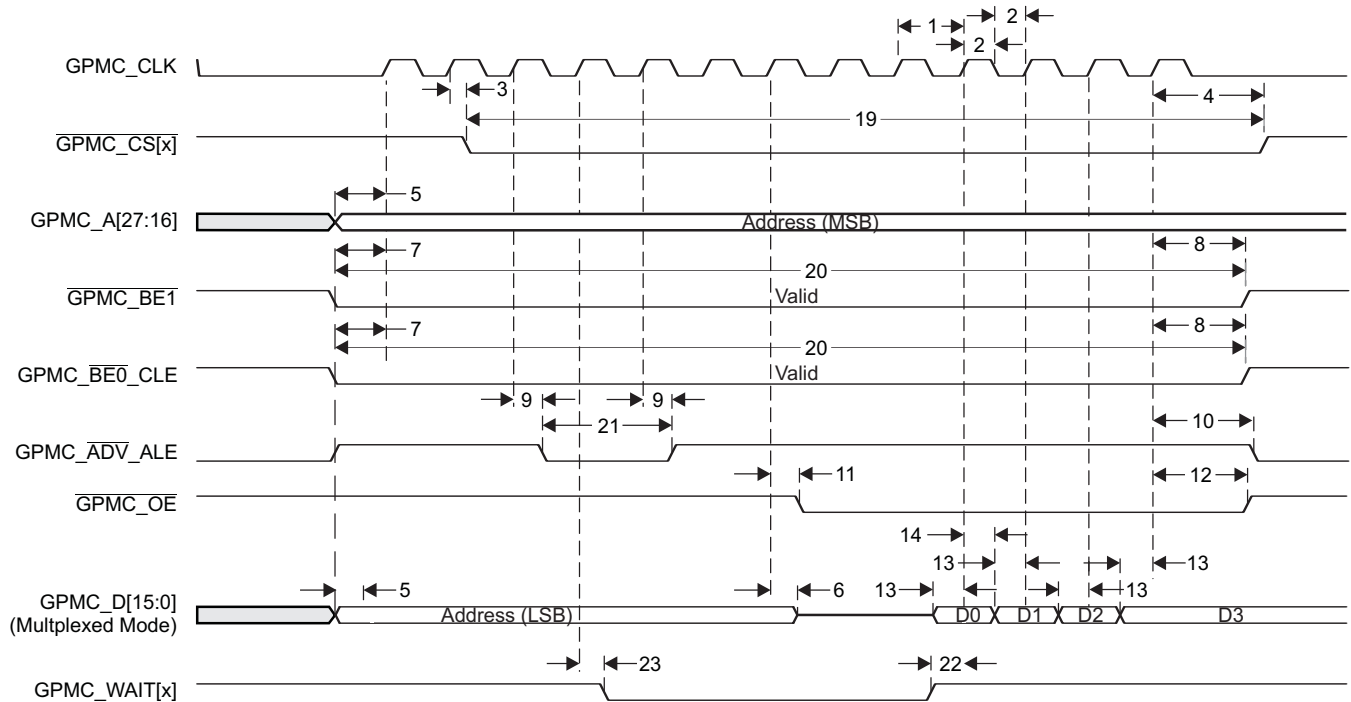 1
2
2
GPMC_CLK
3
4
19
GPMC_CS[x]
5
GPMC_A[27:16]
Address (MSB)
7
8
20
GPMC_BE1
Valid
7
8
20
GPMC_BE0_CLE
Valid
9
9
21
10
GPMC_ADV_ALE
11
12
GPMC_OE
14
13
13
5
6
13
13
GPMC_D[15:0]
(Multplexed Mode)
Address (LSB)
D0
D1
D2
D3
23
22
GPMC_WAIT[x]